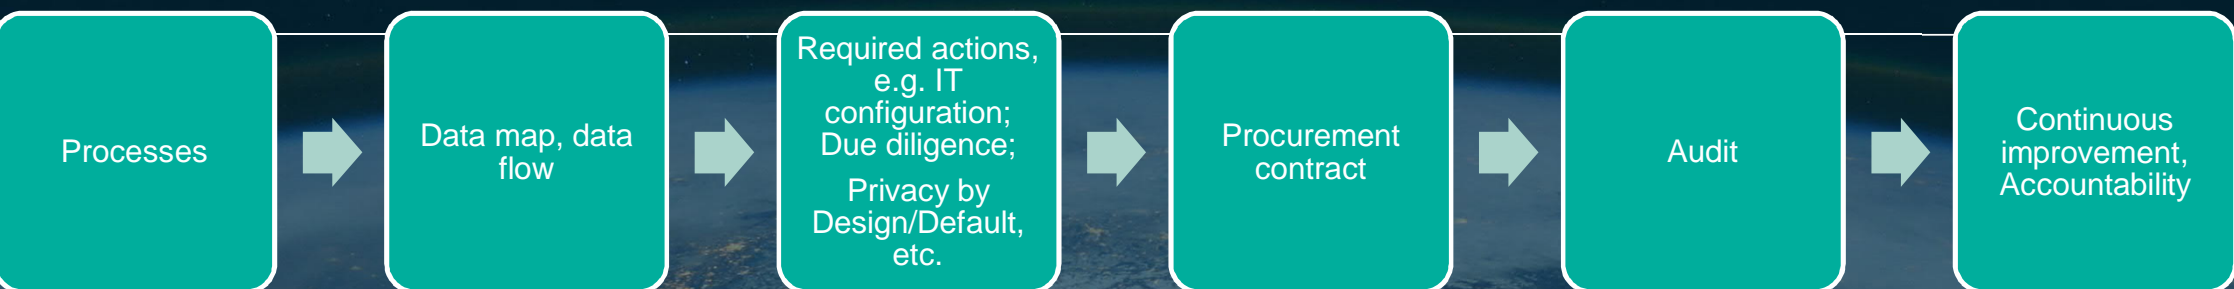 Processes
Data map, data
flow
Required actions,
e.g. IT
configuration;
Due diligence;
Privacy by
Design/Default,
etc.
Procurement
contract
Audit
Continuous
improvement,
Accountability